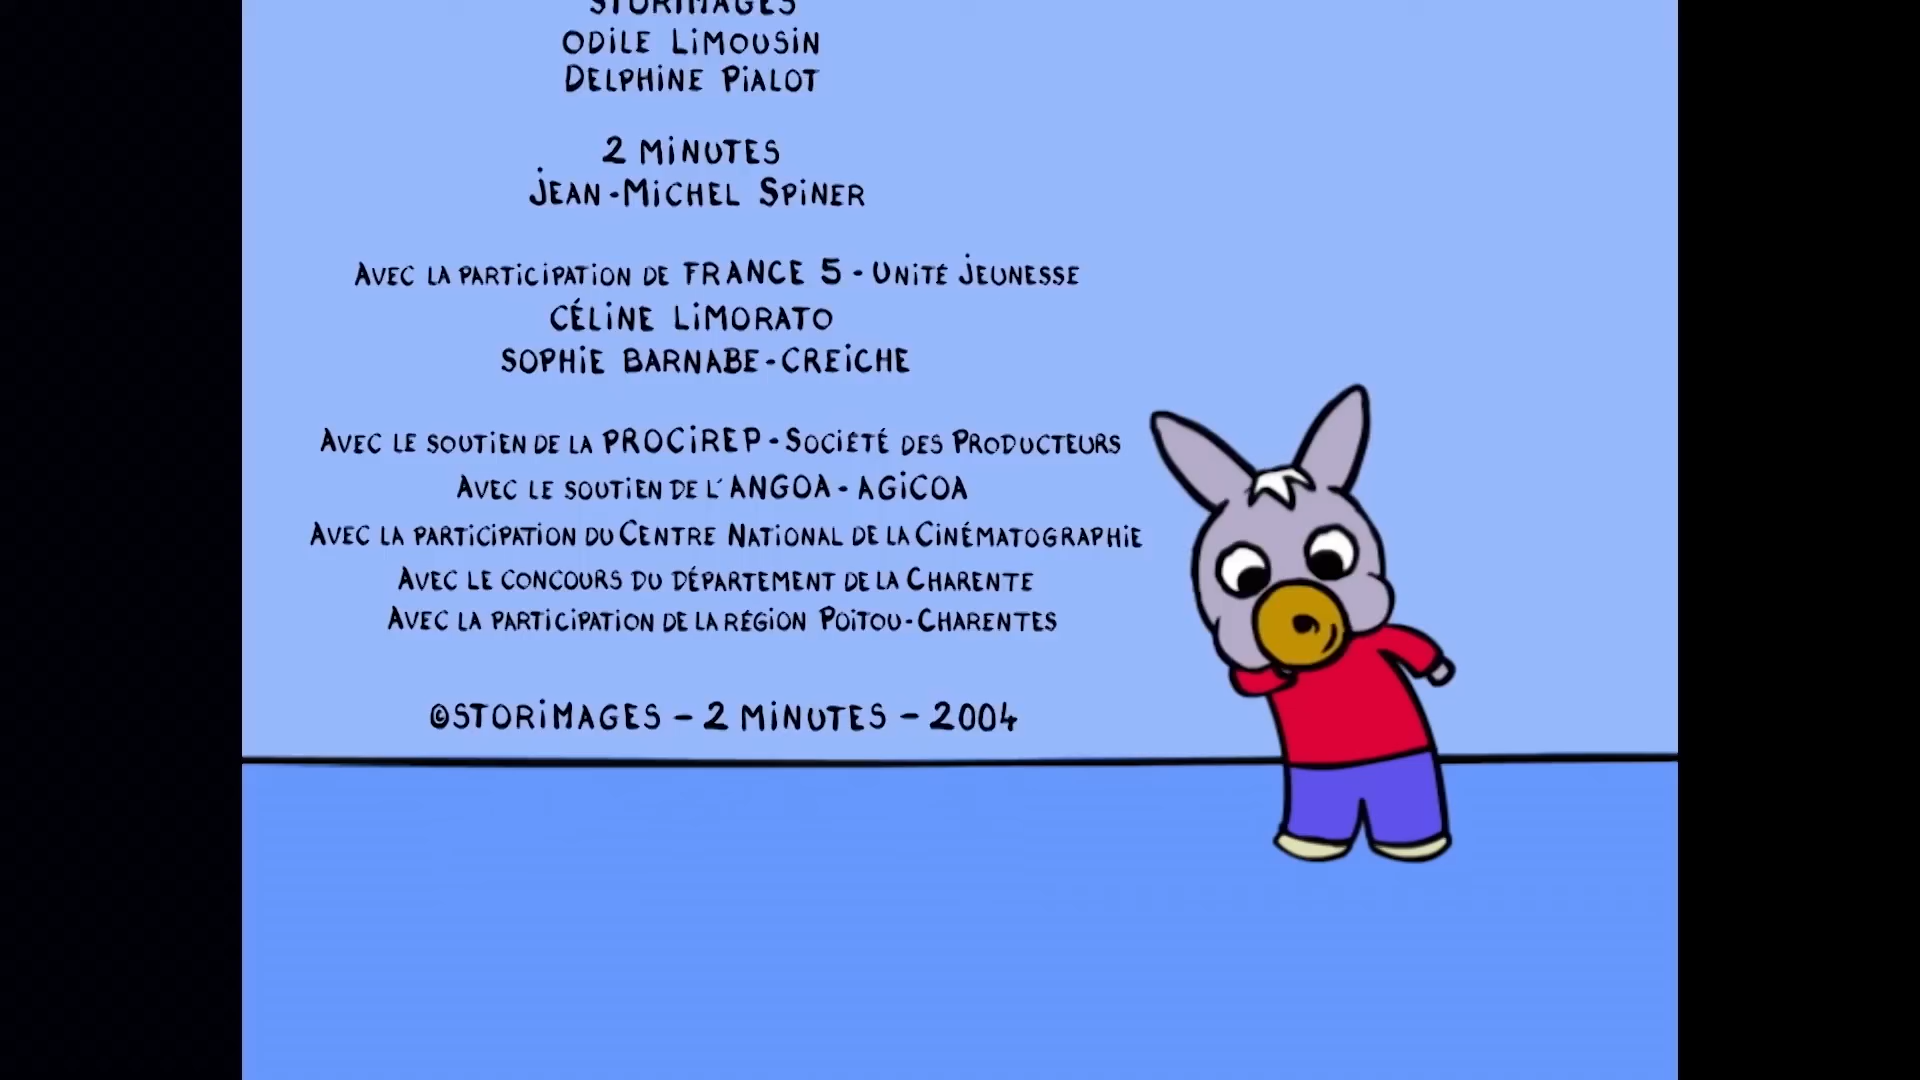 STORIMAGES
ODILE LIMOUSIN
DELPHINE PIALOT
2 MINUTES
JEAN-MICHEL SPINER
AVEC LA PARTICIPATION DE FRANCE 5 - UNITÉ JEUNESSE
CÉLINE LIMORATO
SOPHIE BARNABE-CREICHE
AVEC LE SOUTIEN DE LA PROCIREP - SOCIÉTÉ DES PRODUCTEURS
AVEC LE SOUTIEN DE L'ANGOA - AGICOA
AVEC LA PARTICIPATION DU CENTRE NATIONAL DE LA CINÉMATOGRAPHIE
AVEC LE CONCOURS DU DÉPARTEMENT DE LA CHARENTE
AVEC LA PARTICIPATION DE LA RÉGION POITOU-CHARENTES
©STORIMAGES – 2 MINUTES – 2004